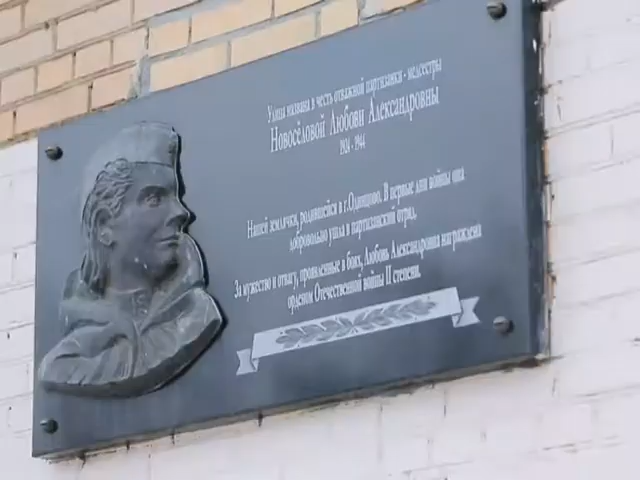 Улица названа в честь отважной партизанки - медсестры
Новосёловой Любови Александровны
1924 - 1944
Нашей землячки, родившейся в г. Одинцово. В первые дни войны она
добровольно ушла в партизанский отряд.
За мужество и отвагу, проявленные в боях, Любовь Александровна награждена
орденом Отечественной войны II степени.